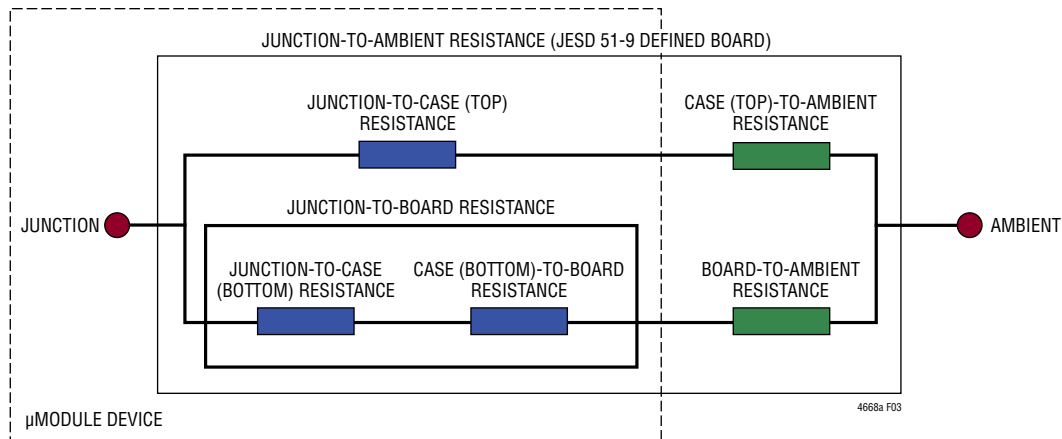 JUNCTION-TO-AMBIENT RESISTANCE (JESD 51-9 DEFINED BOARD)
JUNCTION-TO-CASE (TOP)
RESISTANCE
CASE (TOP)-TO-AMBIENT
RESISTANCE
JUNCTION-TO-BOARD RESISTANCE
JUNCTION
AMBIENT
JUNCTION-TO-CASE
(BOTTOM) RESISTANCE
CASE (BOTTOM)-TO-BOARD
RESISTANCE
BOARD-TO-AMBIENT
RESISTANCE
4668a F03
µMODULE DEVICE